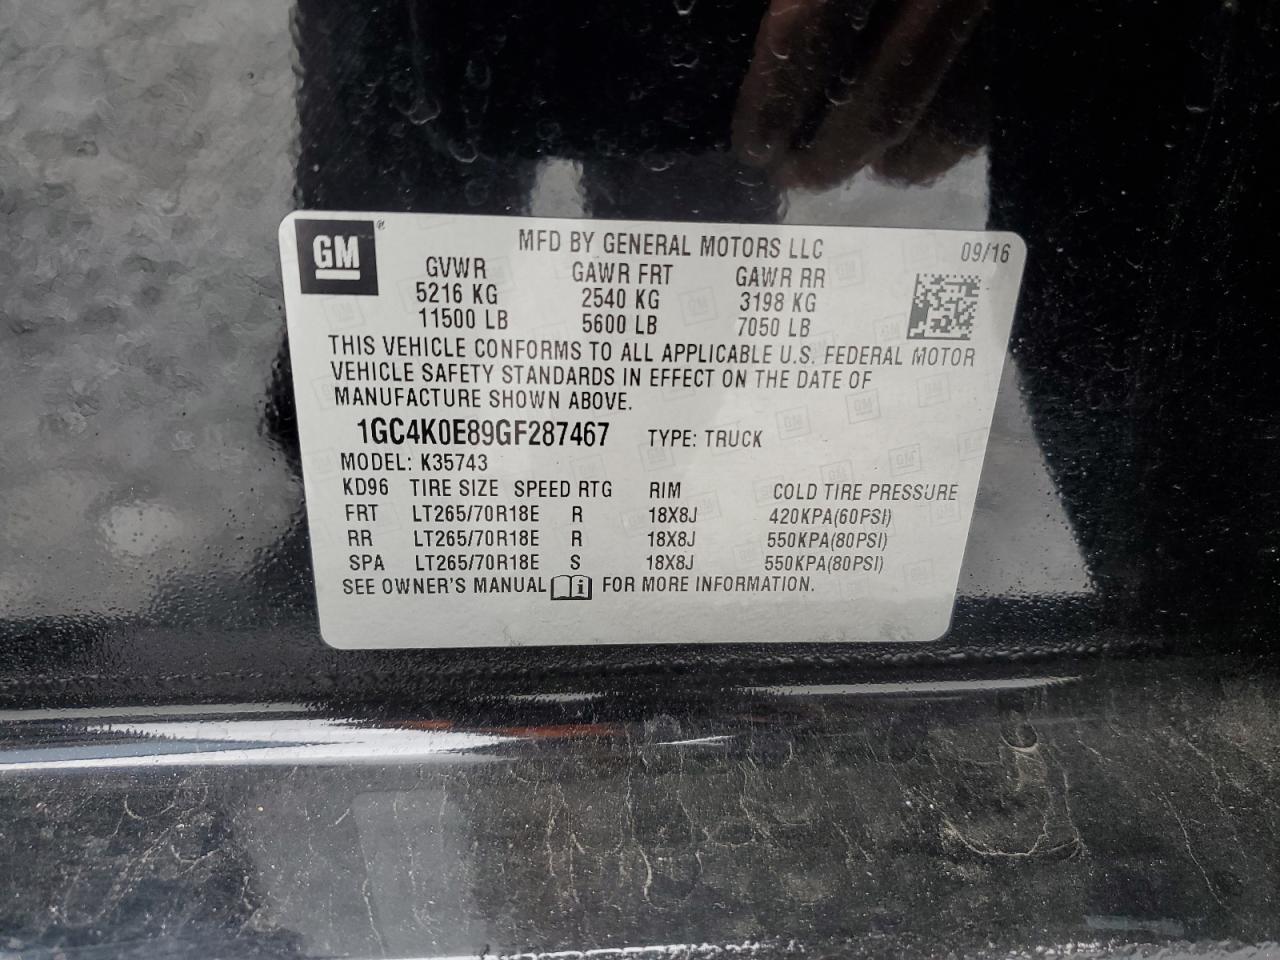 GM ®
MFD BY GENERAL MOTORS LLC 09/16
GVWR GAWR FRT GAWR RR
5216 KG 2540 KG 3198 KG
11500 LB 5600 LB 7050 LB
THIS VEHICLE CONFORMS TO ALL APPLICABLE U.S. FEDERAL MOTOR
VEHICLE SAFETY STANDARDS IN EFFECT ON THE DATE OF
MANUFACTURE SHOWN ABOVE.
1GC4K0E89GF287467 TYPE: TRUCK
MODEL: K35743
KD96 TIRE SIZE SPEED RTG RIM COLD TIRE PRESSURE
FRT LT265/70R18E R 18X8J 420KPA(60PSI)
RR LT265/70R18E R 18X8J 550KPA(80PSI)
SPA LT265/70R18E S 18X8J 550KPA(80PSI)
SEE OWNER'S MANUAL i FOR MORE INFORMATION.